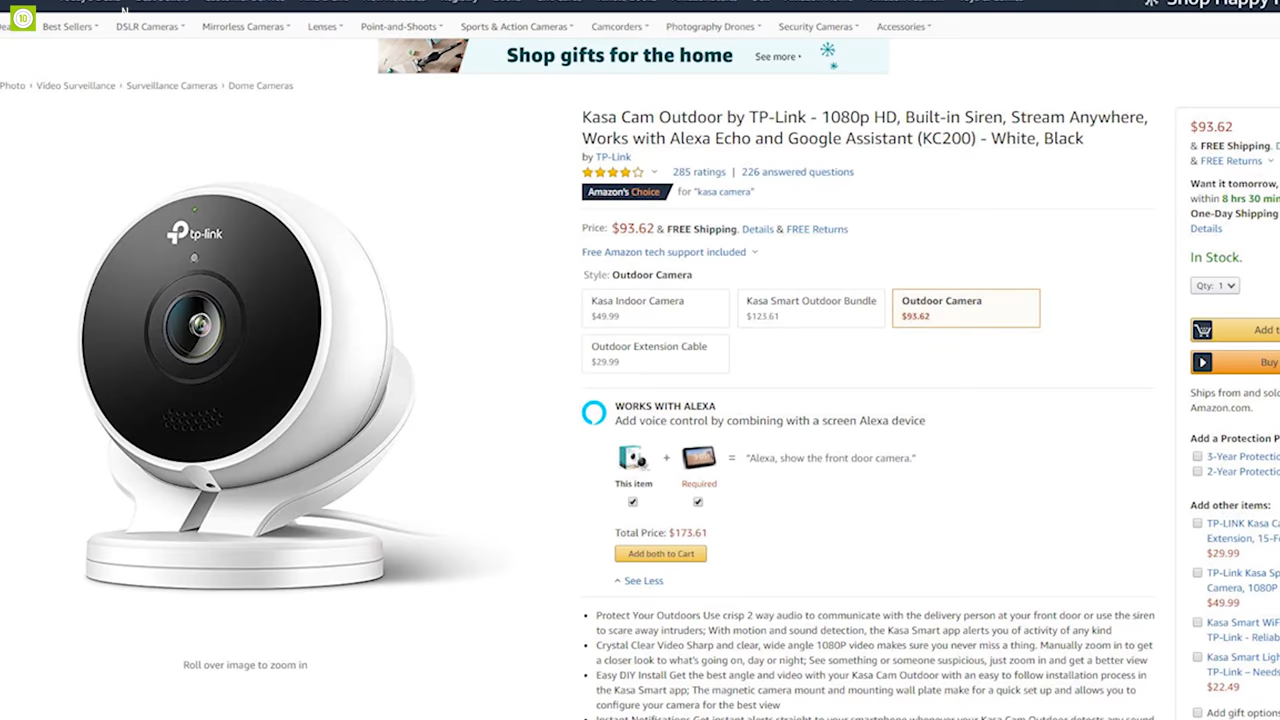 10
Best Sellers
DSLR Cameras
Mirrorless Cameras
Lenses
Point-and-Shoots
Sports & Action Cameras
Camcorders
Photography Drones
Security Cameras
Accessories
Shop gifts for the home
See more
Photo › Video Surveillance › Surveillance Cameras › Dome Cameras
tp-link
Roll over image to zoom in
Kasa Cam Outdoor by TP-Link - 1080p HD, Built-in Siren, Stream Anywhere,
Works with Alexa Echo and Google Assistant (KC200) - White, Black
by TP-Link
285 ratings | 226 answered questions
Amazon's Choice for "kasa camera"
Price: $93.62 & FREE Shipping. Details & FREE Returns
Free Amazon tech support included
Style: Outdoor Camera
Kasa Indoor Camera
$49.99
Kasa Smart Outdoor Bundle
$123.61
Outdoor Camera
$93.62
Outdoor Extension Cable
$29.99
WORKS WITH ALEXA
Add voice control by combining with a screen Alexa device
+ = "Alexa, show the front door camera."
This item
Required
Total Price: $173.61
Add both to Cart
See Less
• Protect Your Outdoors Use crisp 2 way audio to communicate with the delivery person at your front door or use the siren
to scare away intruders; With motion and sound detection, the Kasa Smart app alerts you of activity of any kind
• Crystal Clear Video Sharp and clear, wide angle 1080P video makes sure you never miss a thing. Manually zoom in to get
a closer look to what's going on, day or night; See something or someone suspicious, just zoom in and get a better view
• Easy DIY Install Get the best angle and video with your Kasa Cam Outdoor with an easy to follow installation process in
the Kasa Smart app; The magnetic camera mount and mounting wall plate make for a quick set up and allows you to
configure your camera for the best view
$93.62
& FREE Shipping.
& FREE Returns
Want it tomorrow,
within 8 hrs 30
One-Day Shipping
Details
In Stock.
Qty: 1
Add
Buy
Ships from and
Amazon.com.
Add a Protection
3-Year
2-Year
Add other items:
TP-LINK Kasa
Extension,
$29.99
TP-Link Kasa
Camera, 1080P
$49.99
Kasa Smart
TP-Link -
Kasa Smart
TP-Link – Needs
$22.49
Add gift